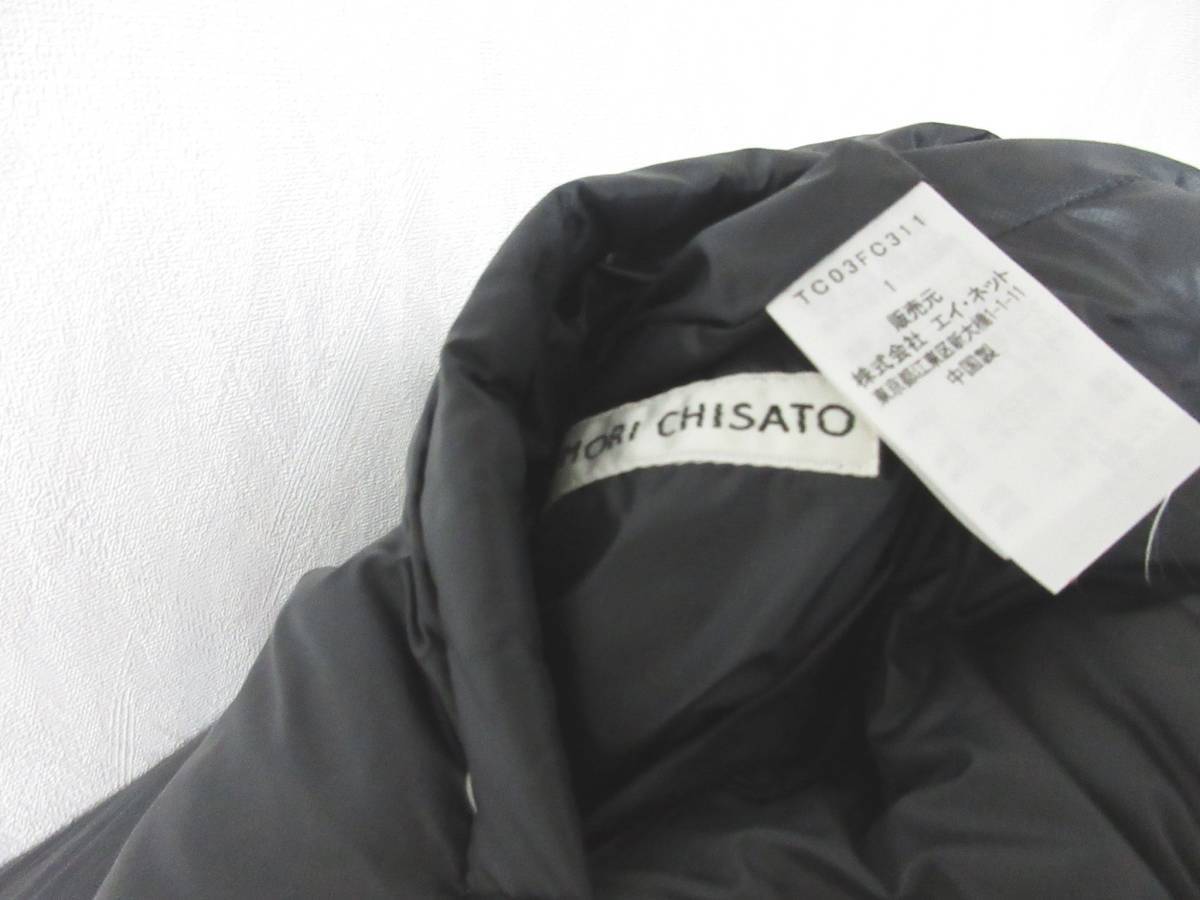 TC03FC311
1
販売元
株式会社 エイ・ネット
東京都江東区新大橋1-1-11
中国製
MORI CHISATO